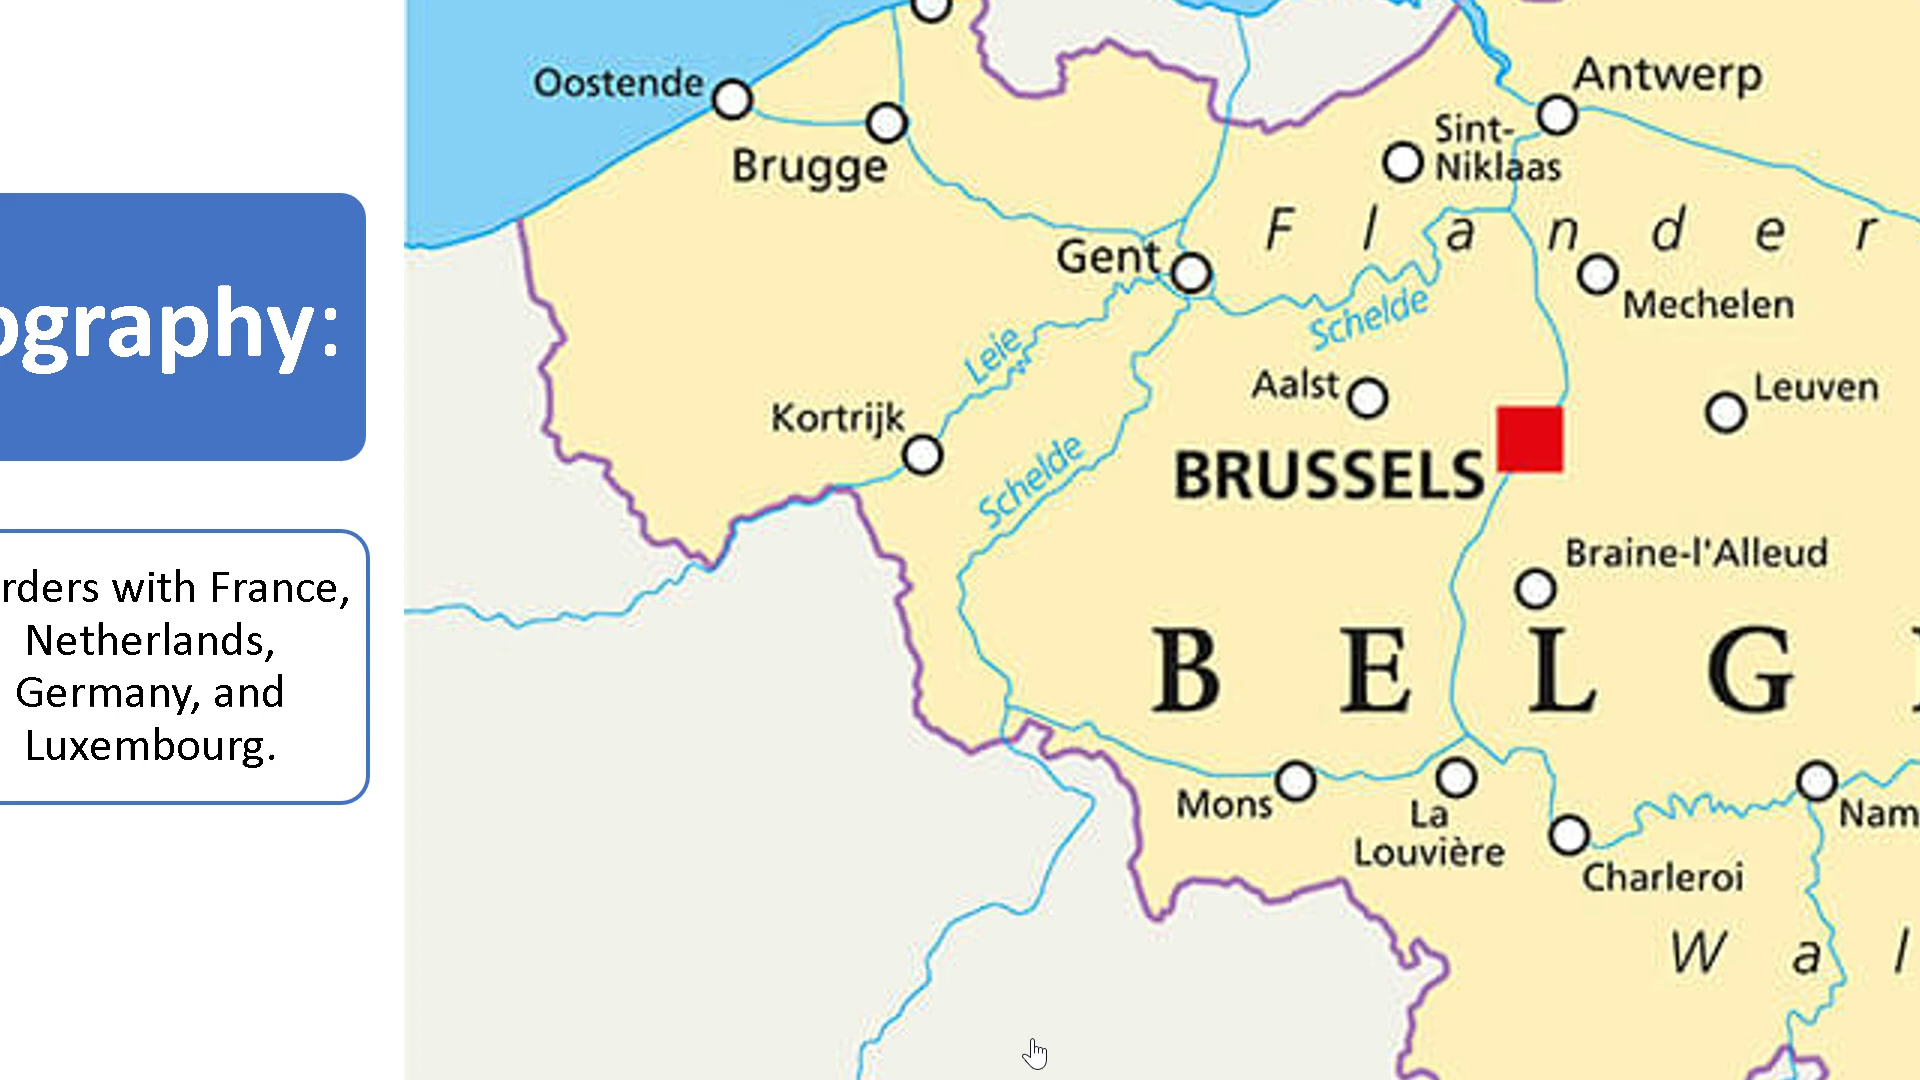 ography:
rders with France,
Netherlands,
Germany, and
Luxembourg.
Oostende
Brugge
Antwerp
Sint-
Niklaas
F l a n d e r
Gent
Mechelen
Schelde
Leie
Aalst
Leuven
Kortrijk
Schelde
BRUSSELS
Braine-l'Alleud
B E L G
Mons
La
Louvière
Nam
Charleroi
W a l